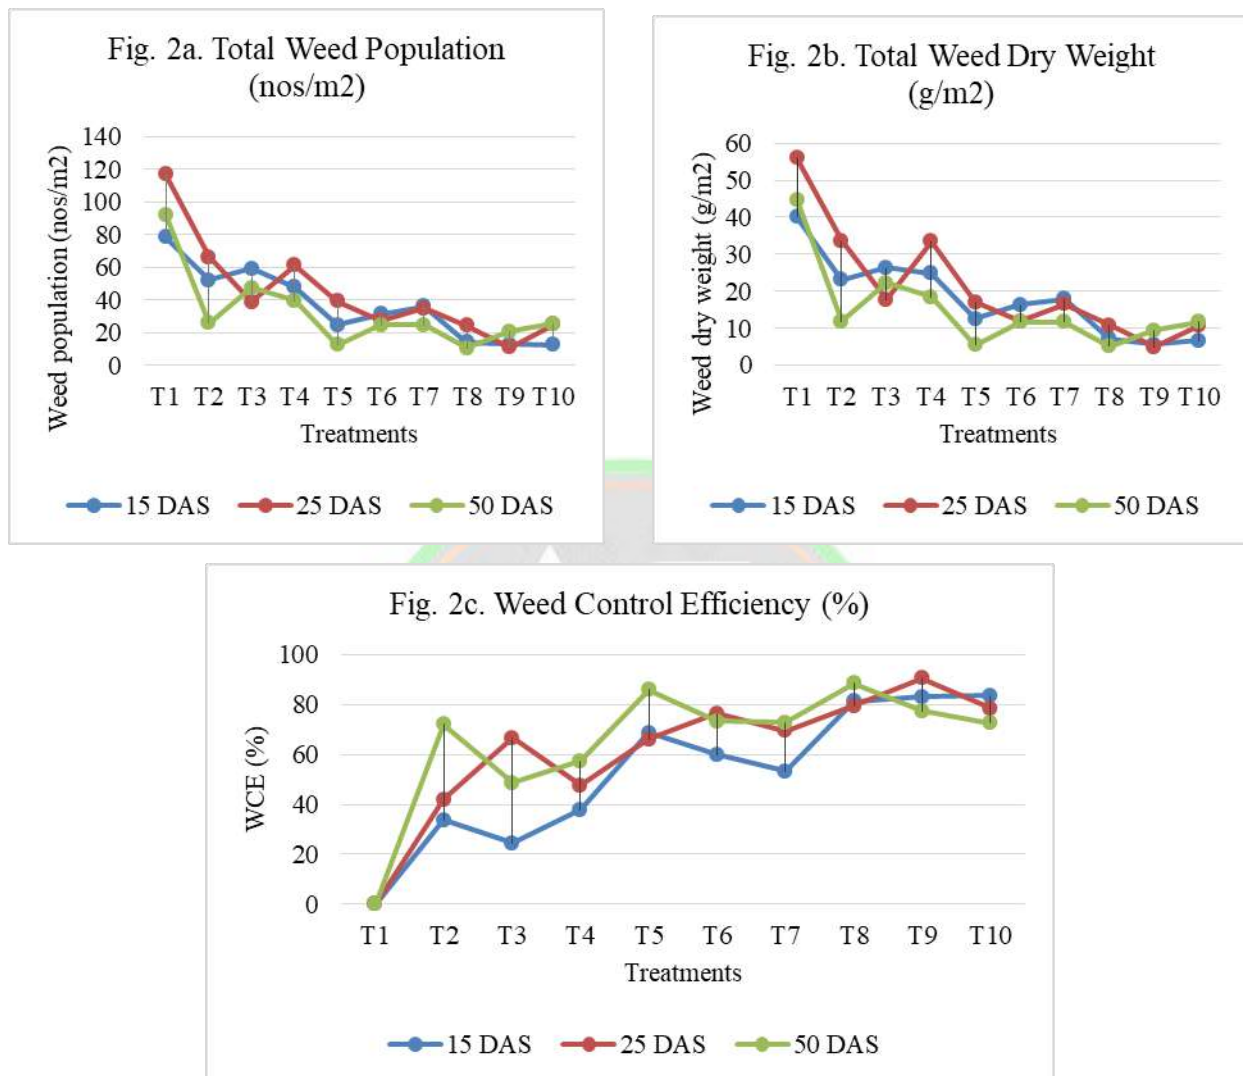 Fig. 2a. Total Weed Population
(nos/m2)
Weed population (nos/m2)
140
120
100
80
60
40
20
0
T1 T2 T3 T4 T5 T6 T7 T8 T9 T10
Treatments
15 DAS 25 DAS 50 DAS
Fig. 2b. Total Weed Dry Weight
(g/m2)
Weed dry weight (g/m2)
60
50
40
30
20
10
0
T1 T2 T3 T4 T5 T6 T7 T8 T9 T10
Treatments
15 DAS 25 DAS 50 DAS
Fig. 2c. Weed Control Efficiency (%)
WCE (%)
100
80
60
40
20
0
T1 T2 T3 T4 T5 T6 T7 T8 T9 T10
Treatments
15 DAS 25 DAS 50 DAS